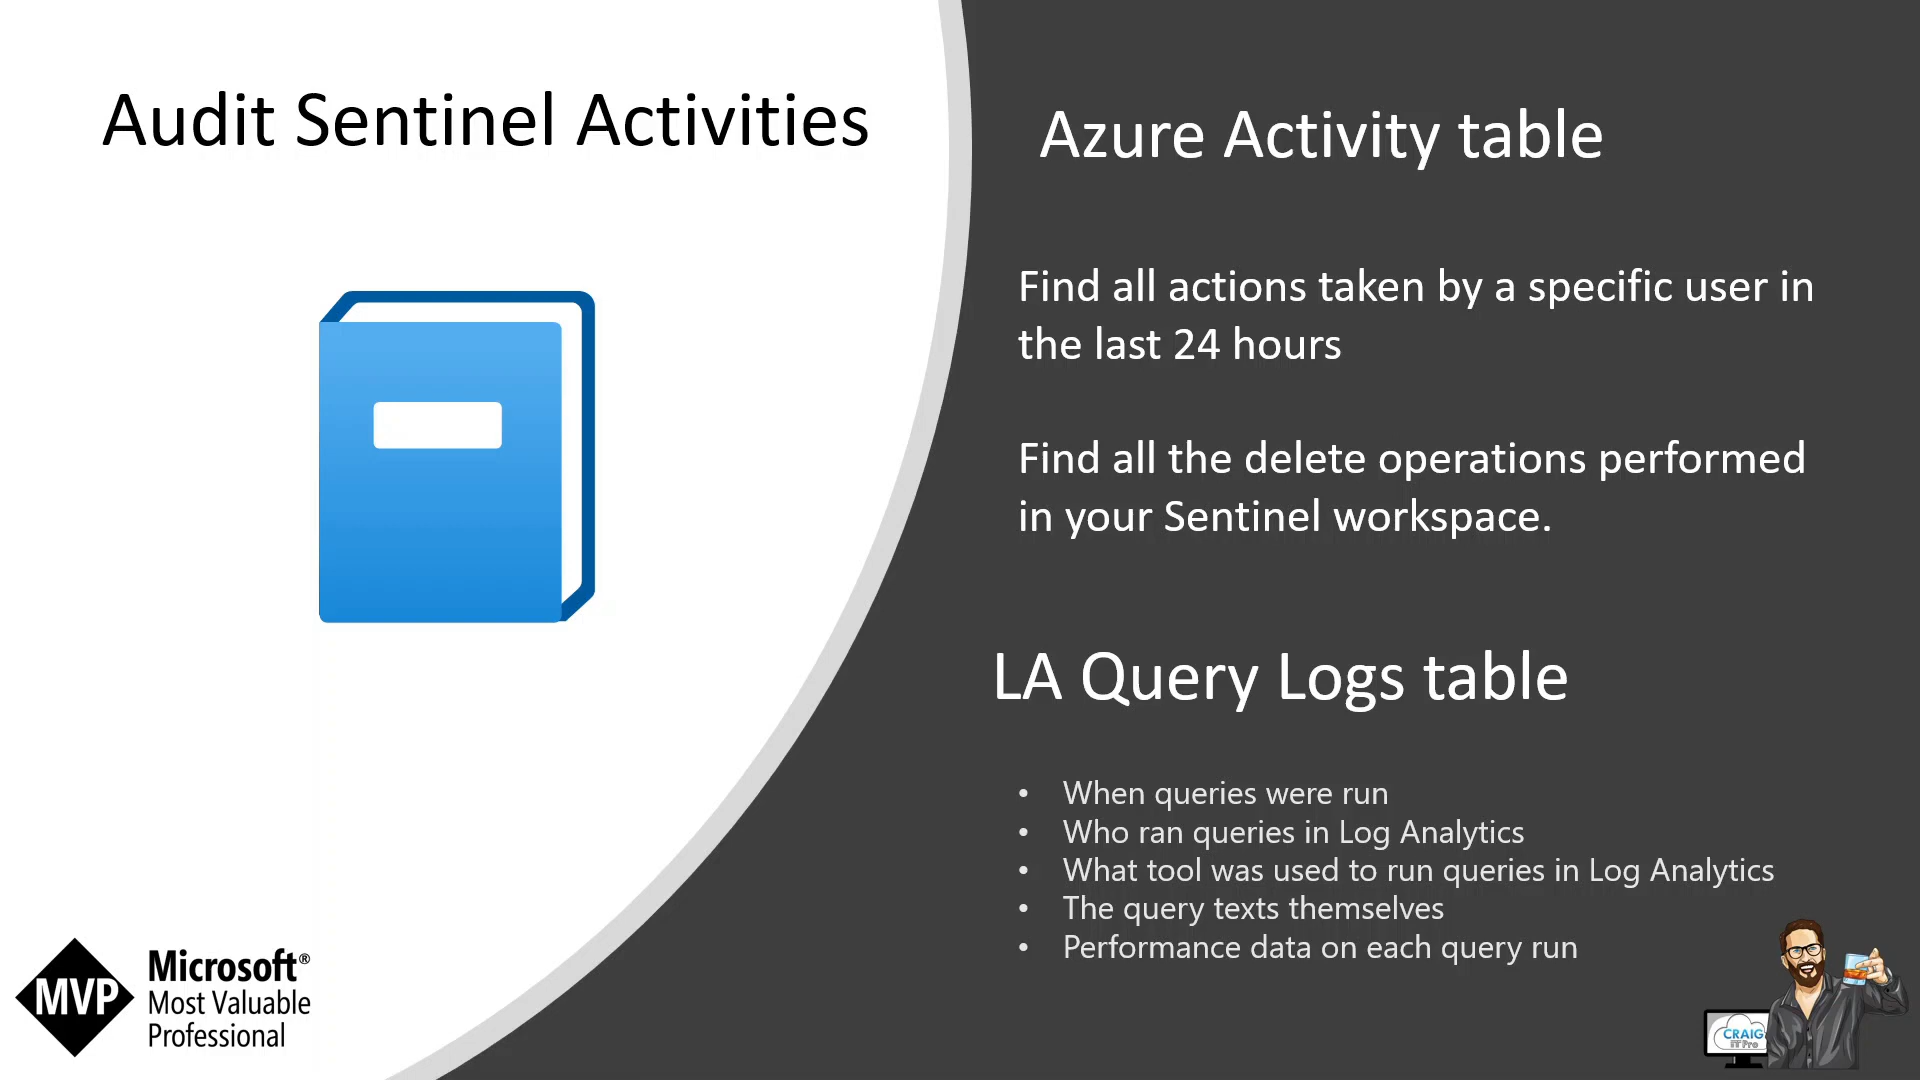 Audit Sentinel Activities
Azure Activity table
Find all actions taken by a specific user in
the last 24 hours
Find all the delete operations performed
in your Sentinel workspace.
LA Query Logs table
• When queries were run
• Who ran queries in Log Analytics
• What tool was used to run queries in Log Analytics
• The query texts themselves
• Performance data on each query run
MVP
Microsoft®
Most Valuable
Professional
CRAIG
IT Pro